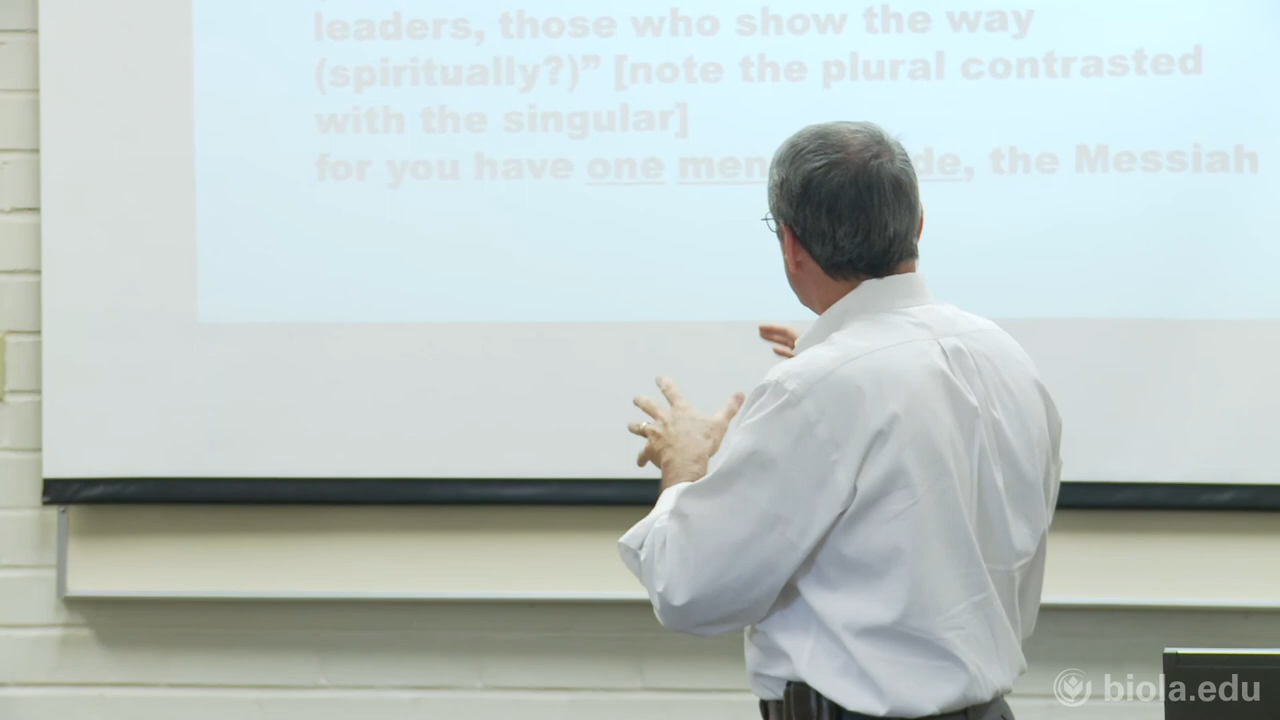 leaders, those who show the way
(spiritually?)” [note the plural contrasted
with the singular]
for you have one the Messiah
biola.edu